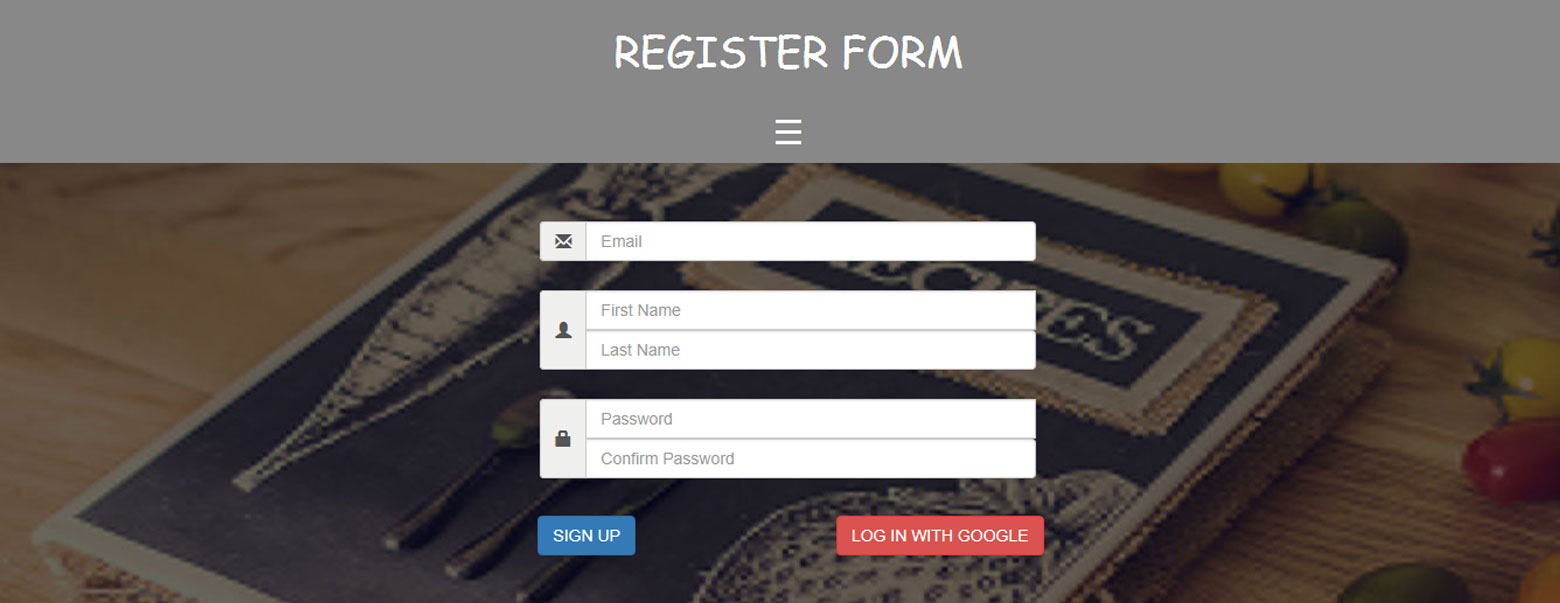 REGISTER FORM
Email
RECIPES
First Name
Last Name
Password
Confirm Password
SIGN UP
LOG IN WITH GOOGLE